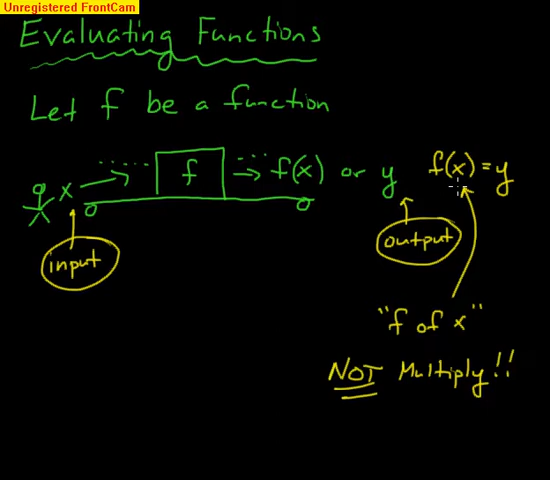 Unregistered FrontCam
Evaluating Functions
Let f be a function
x → f → f(x) or y f(x) = y
input
output
"f of x"
NOT Multiply!!